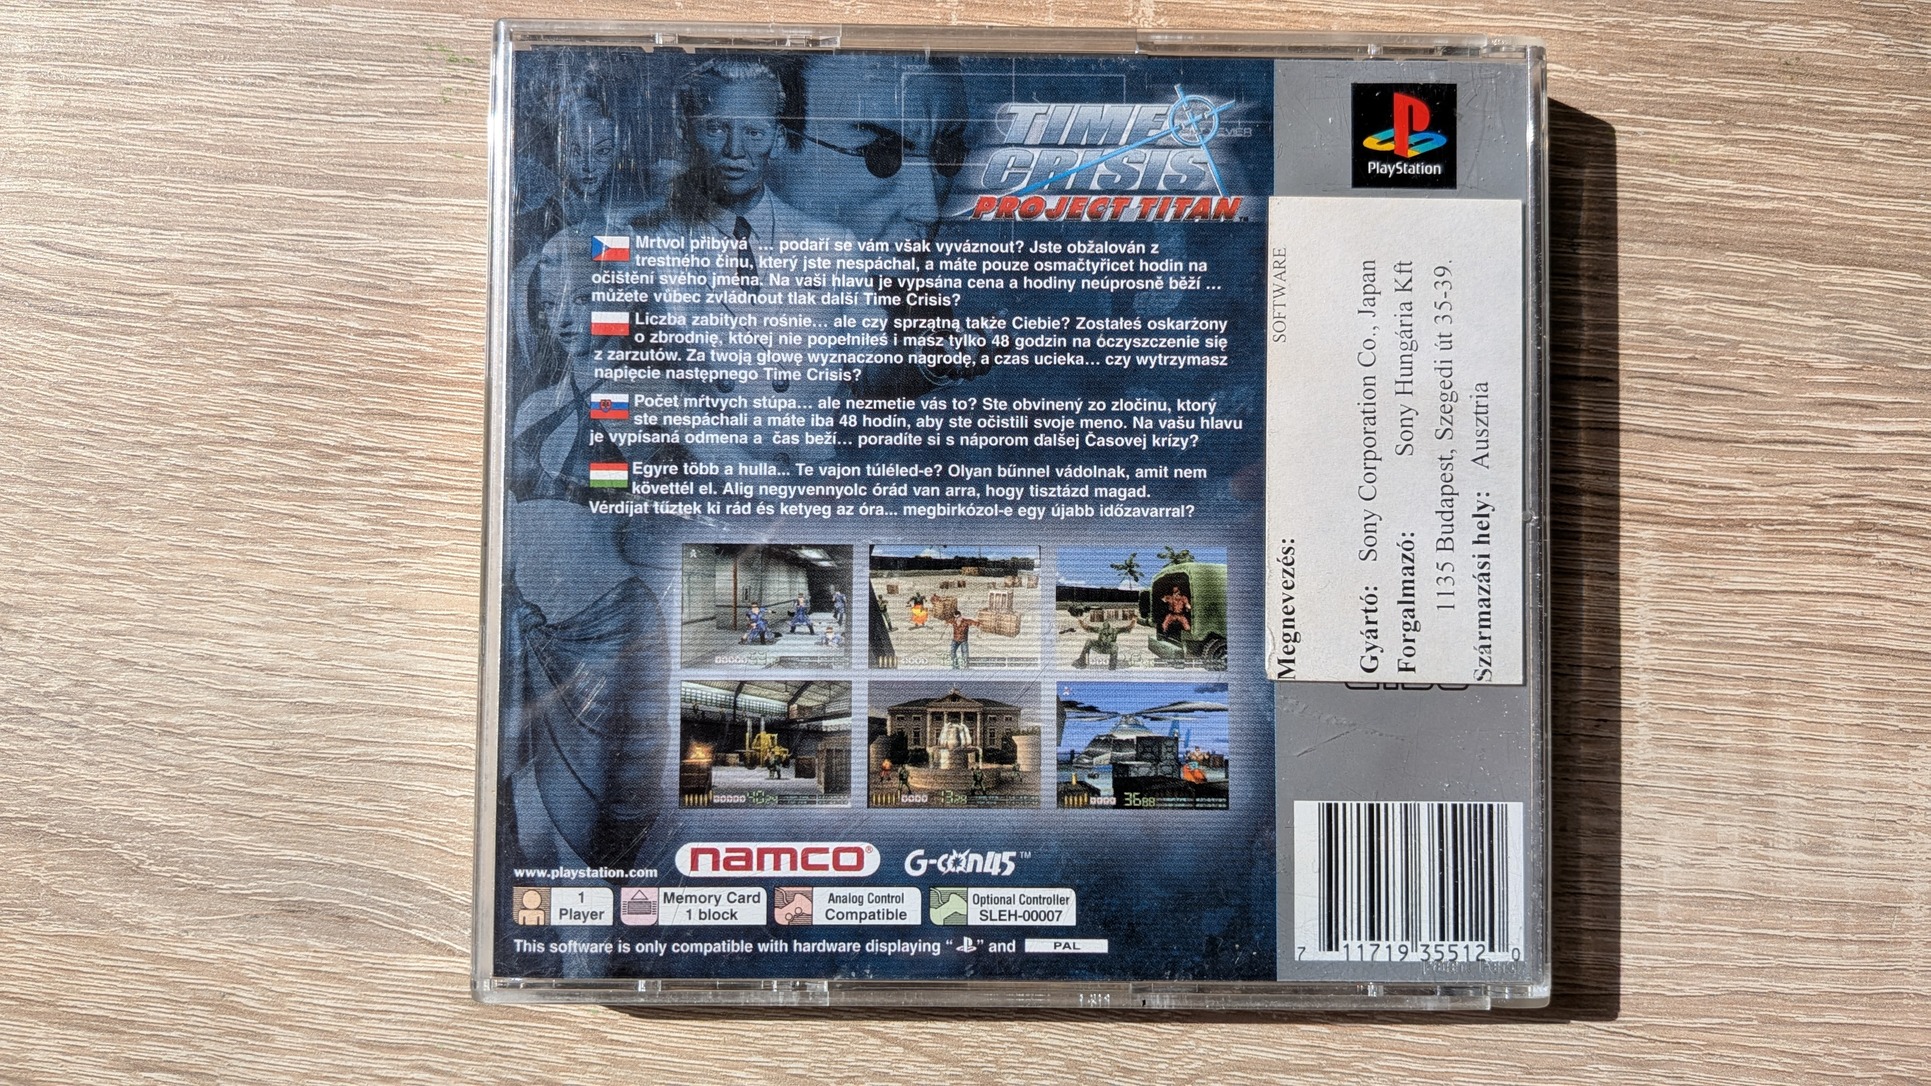 TIME
CRISIS
PROJECT TITAN™
PlayStation
Mrtvol přibývá ... podaří se vám však vyváznout? Jste obžalován z
trestného činu, který jste nespáchal, a máte pouze osmačtyřicet hodin na
očištění svého jména. Na vaši hlavu je vypsána cena a hodiny neúprosně běží ...
můžete vůbec zvládnout tlak další Time Crisis?
Liczba zabitych rośnie... ale czy sprzątną także Ciebie? Zostałeś oskarżony
o zbrodnię, której nie popełniłeś i masz tylko 48 godzin na óczyszczenie się
z zarzutów. Za twoją głowę wyznaczono nagrodę, a czas ucieka... czy wytrzymasz
napięcie następnego Time Crisis?
Počet mŕtvych stúpa... ale nezmetie vás to? Ste obvinený zo zločinu, ktorý
ste nespáchali a máte iba 48 hodín, aby ste očistili svoje meno. Na vašu hlavu
je vypísaná odmena a čas beží... poradíte si s náporom ďalšej Časovej krízy?
Egyre több a hulla... Te vajon túléled-e? Olyan bűnnel vádolnak, amit nem
követtél el. Alig negyvennyolc órád van arra, hogy tisztázd magad.
Vérdíjat tűztek ki rád és ketyeg az óra... megbirkózol-e egy újabb időzavarral?
Megnevezés: SOFTWARE
Gyártó: Sony Corporation Co., Japan
Forgalmazó: Sony Hungária Kft
1135 Budapest, Szegedi út 35-39.
Származási hely: Ausztria
www.playstation.com
namco®
G-con45™
1
Player
Memory Card
1 block
Analog Control
Compatible
Optional Controller
SLEH-00007
This software is only compatible with hardware displaying " " and PAL
7 11719 35512 0